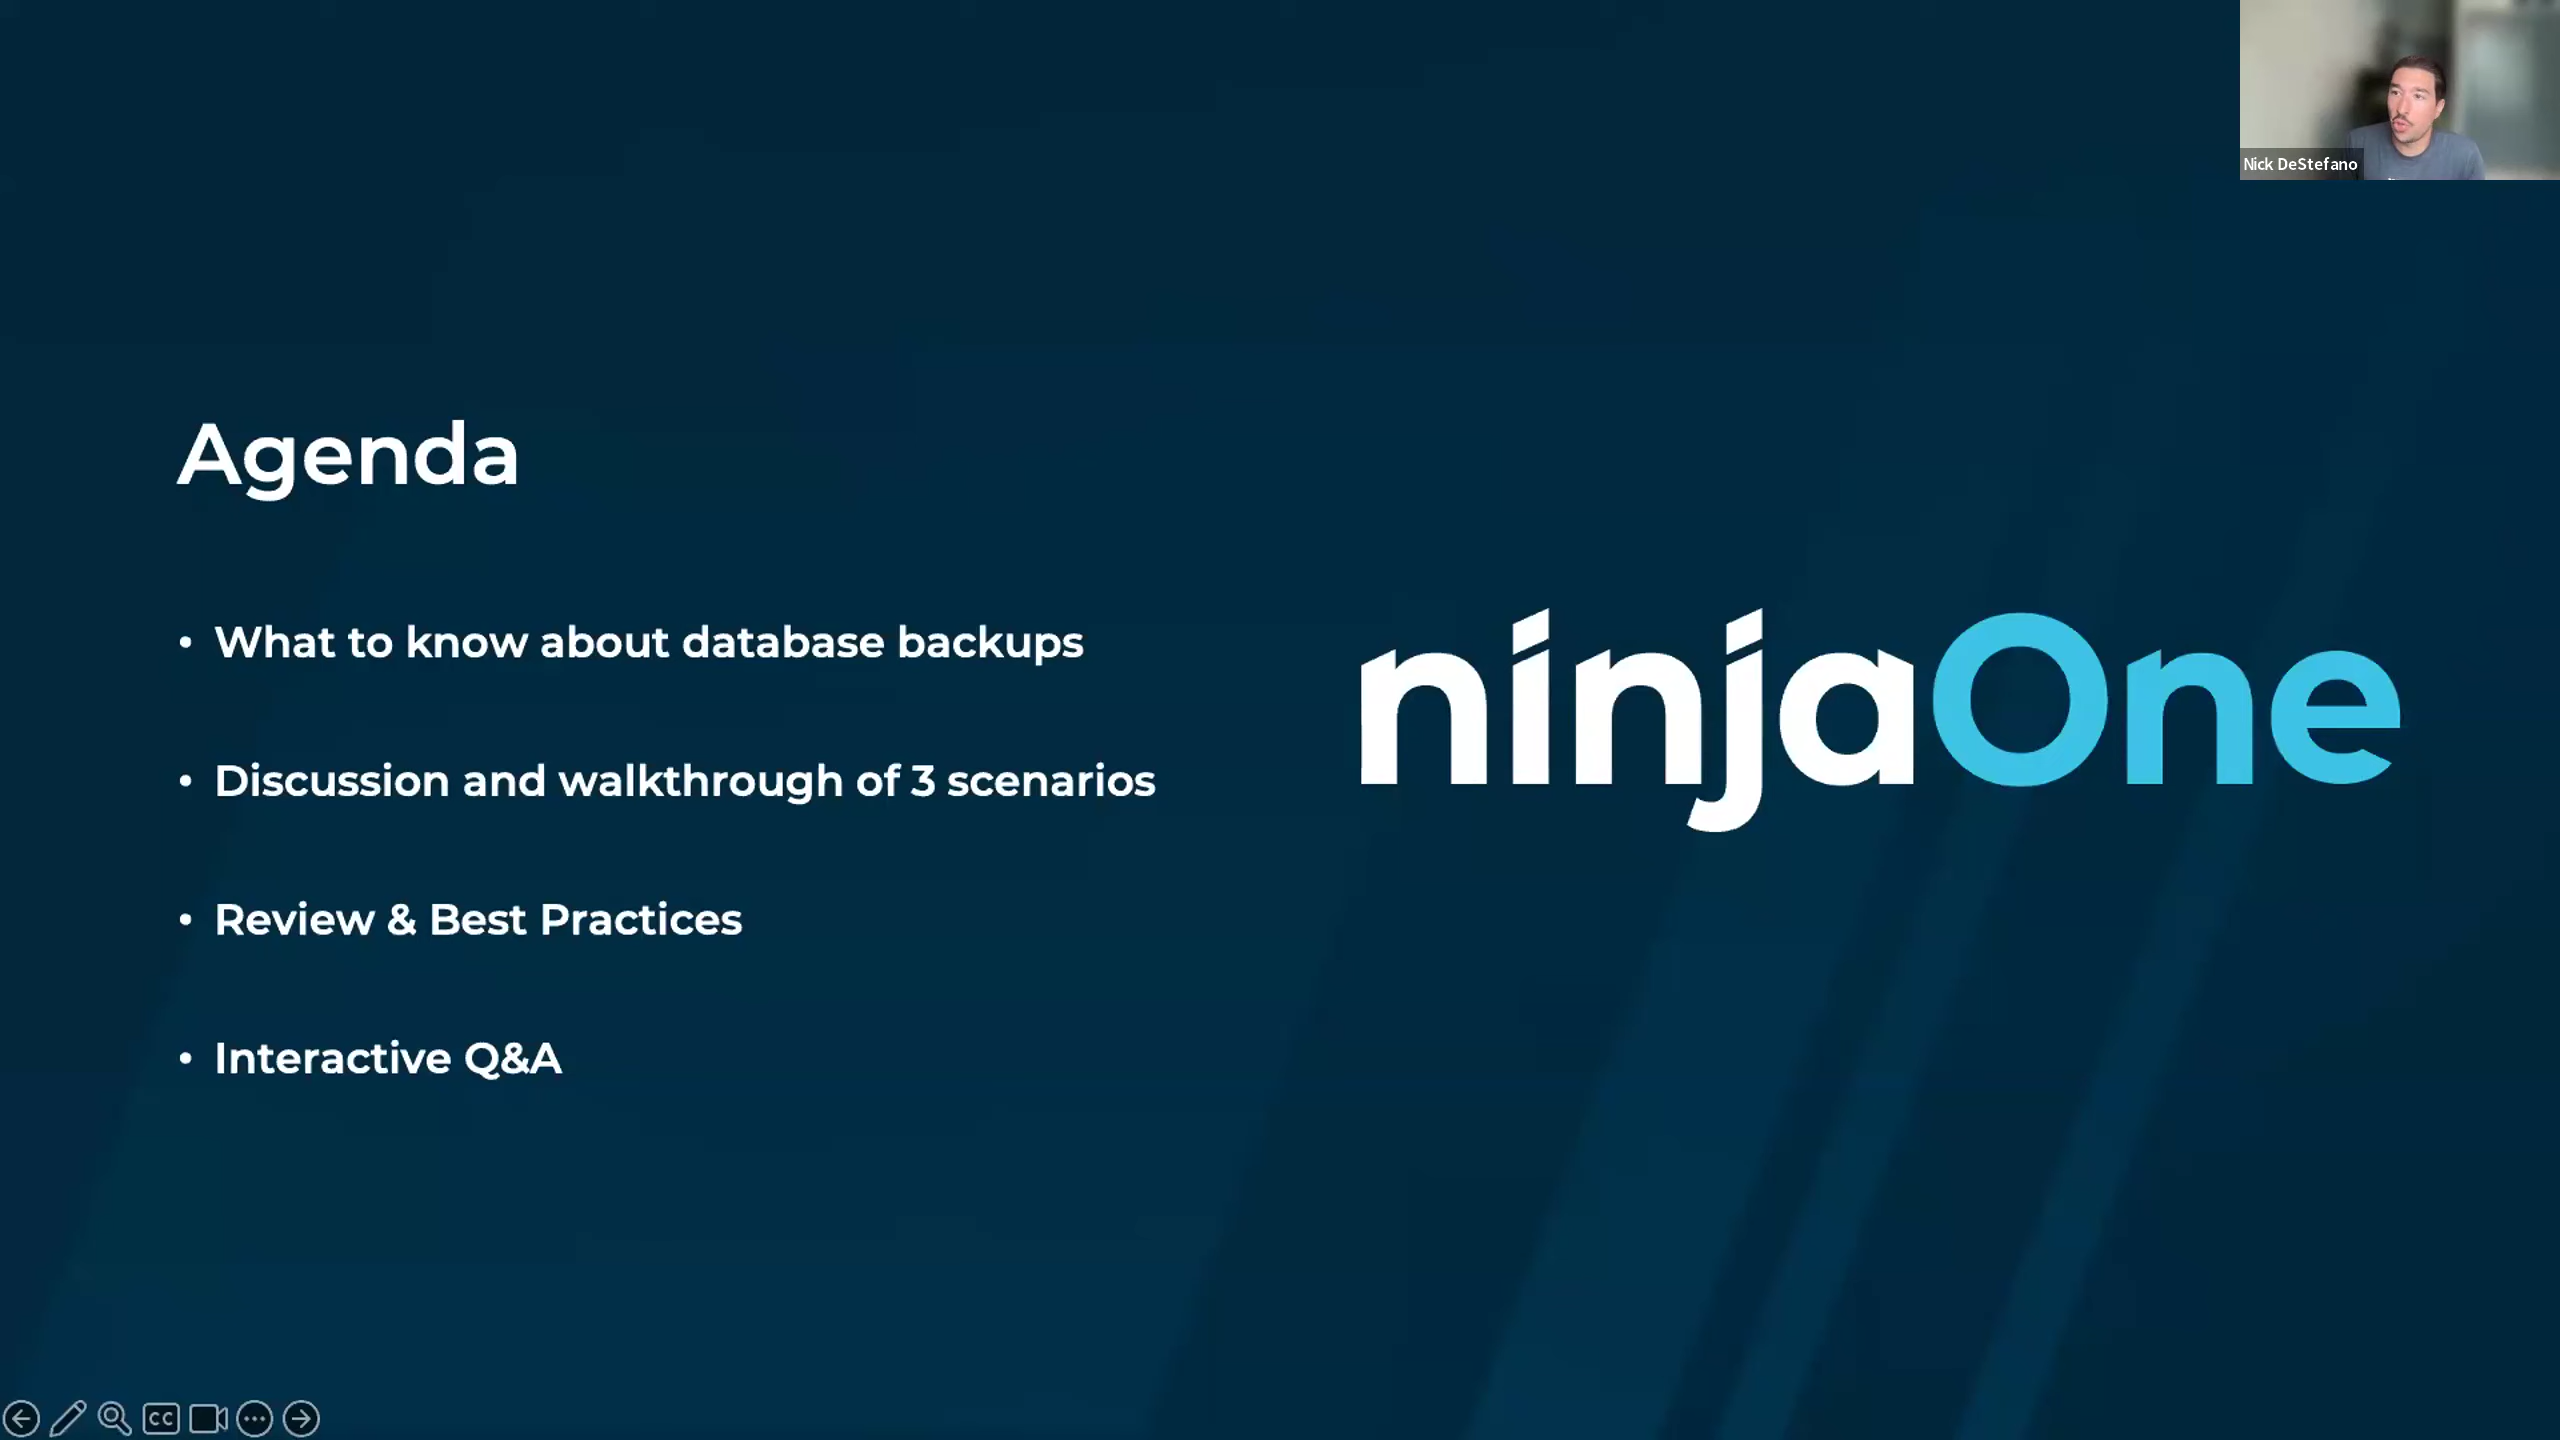 Nick DeStefano
Agenda
• What to know about database backups
• Discussion and walkthrough of 3 scenarios
• Review & Best Practices
• Interactive Q&A
ninjaOne
CC